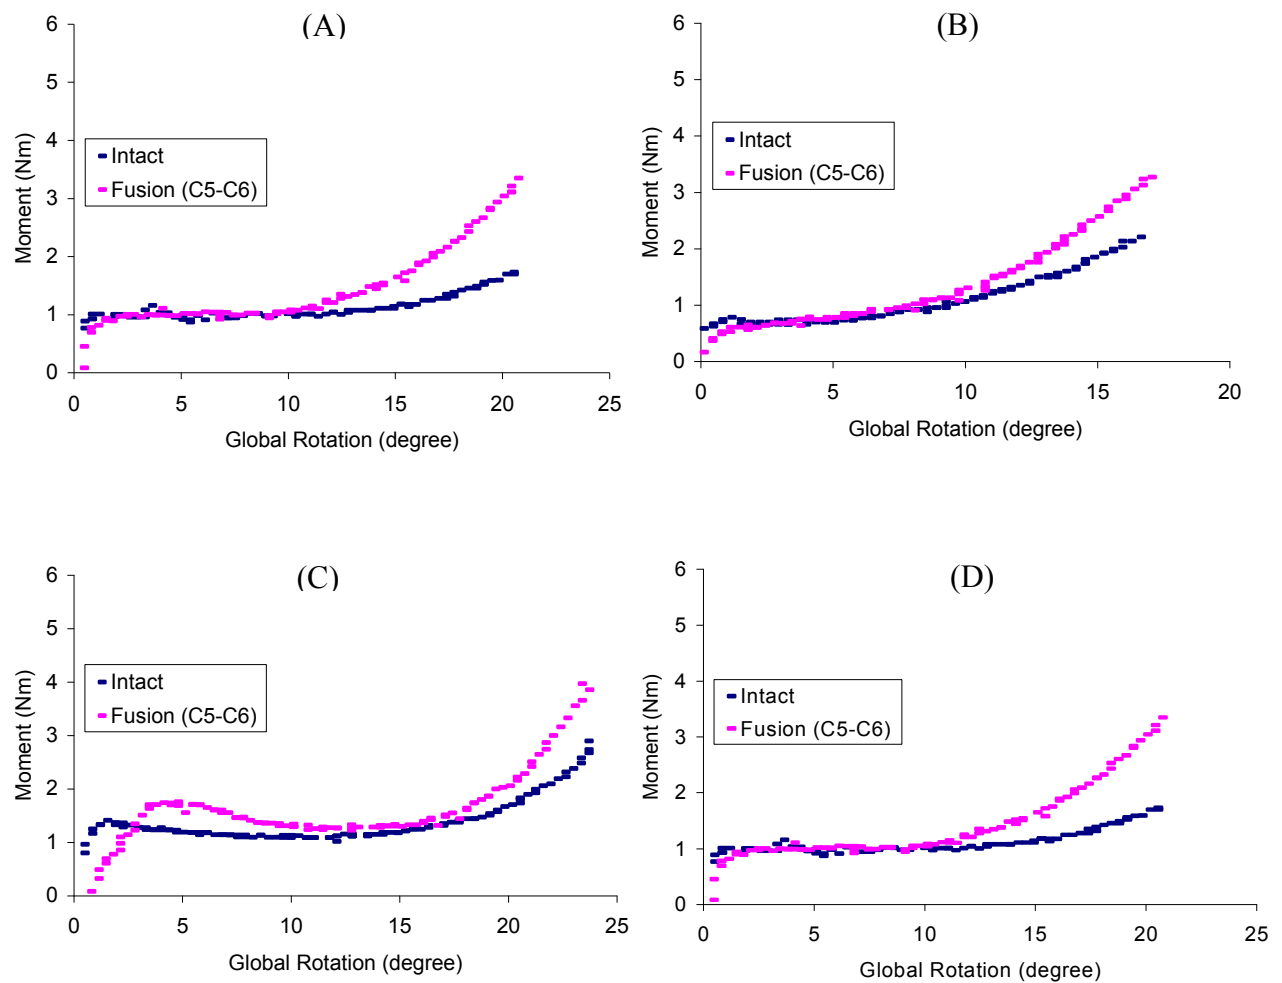 (A)
6
5
4
3
2
1
0
Moment (Nm)
Intact
Fusion (C5-C6)
0 5 10 15 20 25
Global Rotation (degree)
(B)
6
5
4
3
2
1
0
Moment (Nm)
Intact
Fusion (C5-C6)
0 5 10 15 20
Global Rotation (degree)
(C)
6
5
4
3
2
1
0
Moment (Nm)
Intact
Fusion (C5-C6)
0 5 10 15 20 25
Global Rotation (degree)
(D)
6
5
4
3
2
1
0
Moment (Nm)
Intact
Fusion (C5-C6)
0 5 10 15 20 25
Global Rotation (degree)